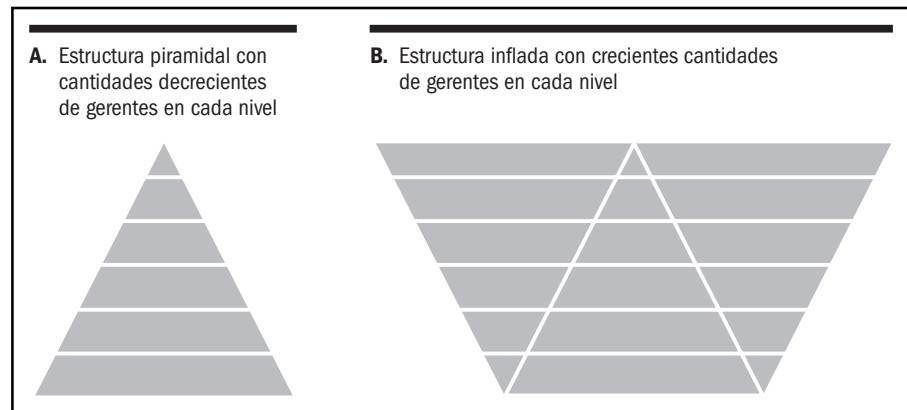 A. Estructura piramidal con
cantidades decrecientes
de gerentes en cada nivel
B. Estructura inflada con crecientes cantidades
de gerentes en cada nivel